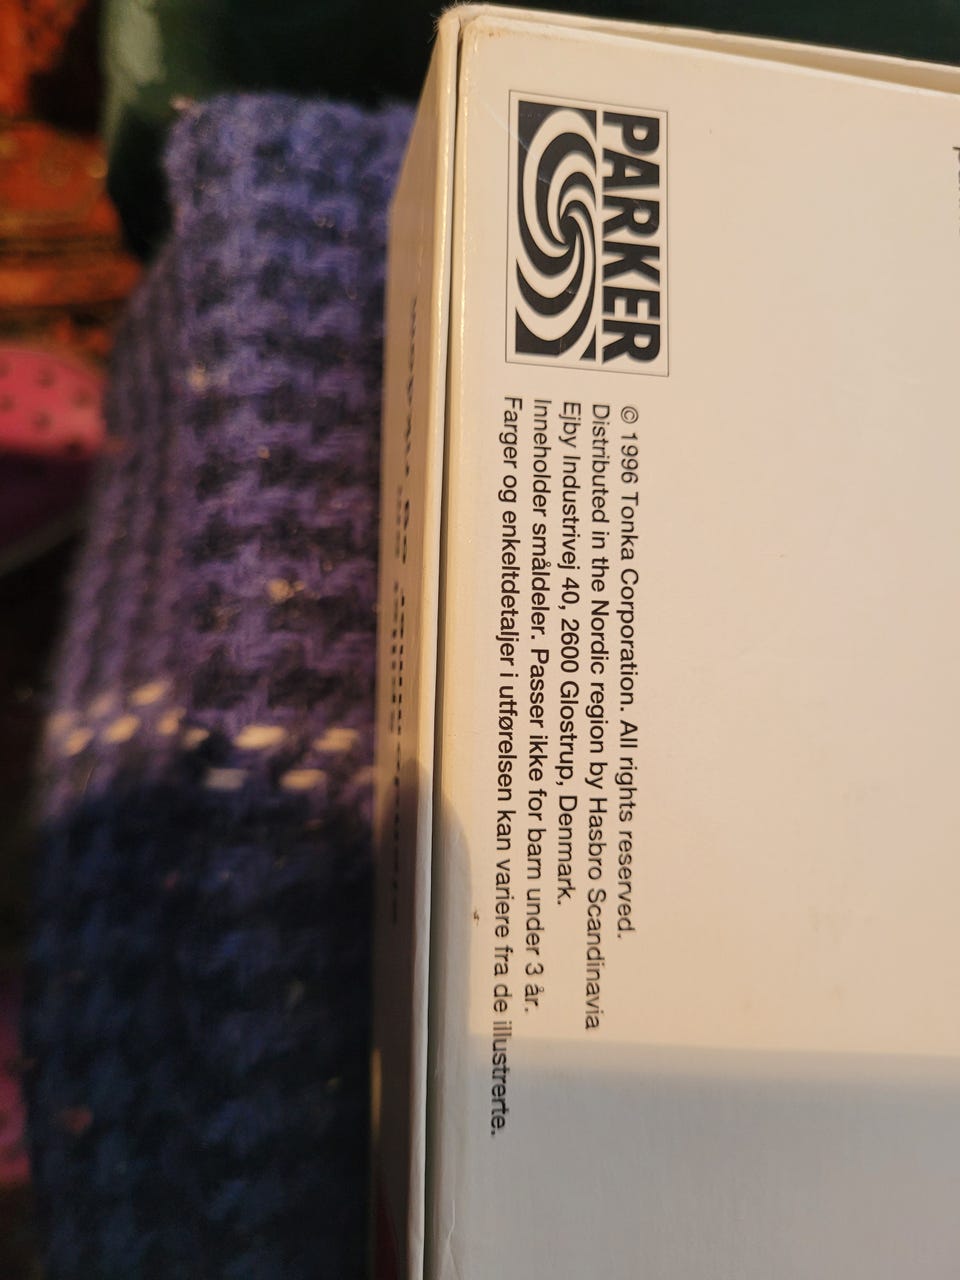 PARKER
© 1996 Tonka Corporation. All rights reserved.
Distributed in the Nordic region by Hasbro Scandinavia
Ejby Industrivej 40, 2600 Glostrup, Denmark.
Inneholder smådeler. Passer ikke for barn under 3 år.
Farger og enkeltdetaljer i utførelsen kan variere fra de illustrerte.